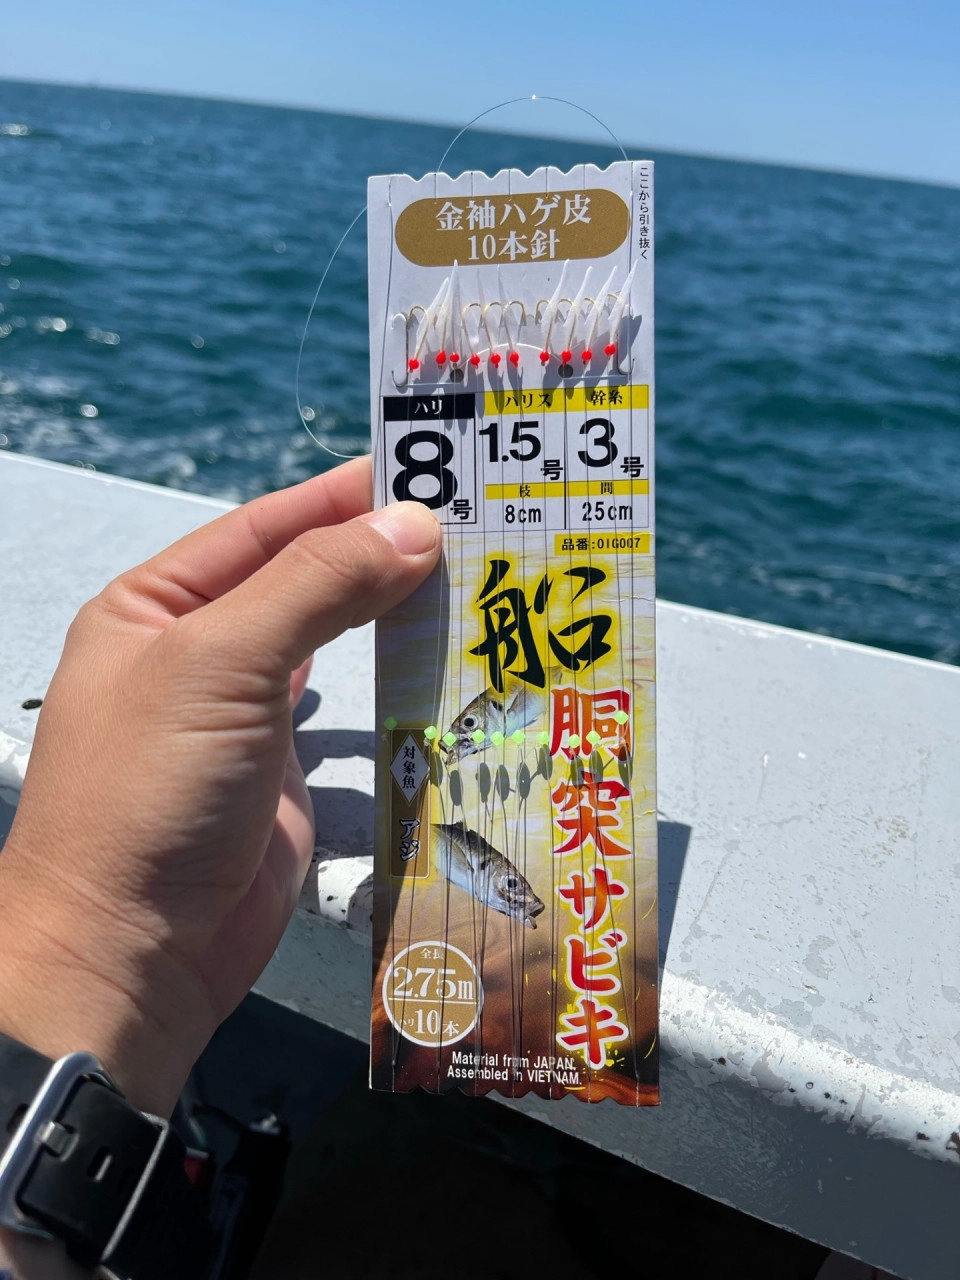 金袖ハゲ皮
10本針
ここから引き抜く
ハリ
8号
ハリス
1.5号
幹糸
3号
枝
8cm
間
25cm
品番:01G007
船
胴突サビキ
対象魚
アジ
全長
2.75m
ハリ10本
Material from JAPAN.
Assembled in VIETNAM.